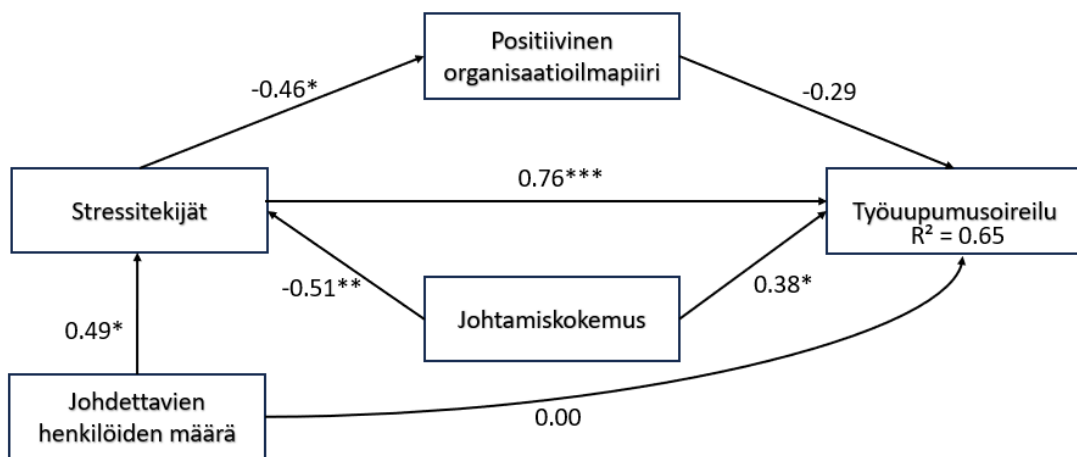 Positiivinen
organisaatioilmapiiri
-0.46*
-0.29
0.76***
Stressitekijät
Työuupumusoireilu
R² = 0.65
-0.51**
0.38*
Johtamiskokemus
0.49*
Johdettavien
henkilöiden määrä
0.00